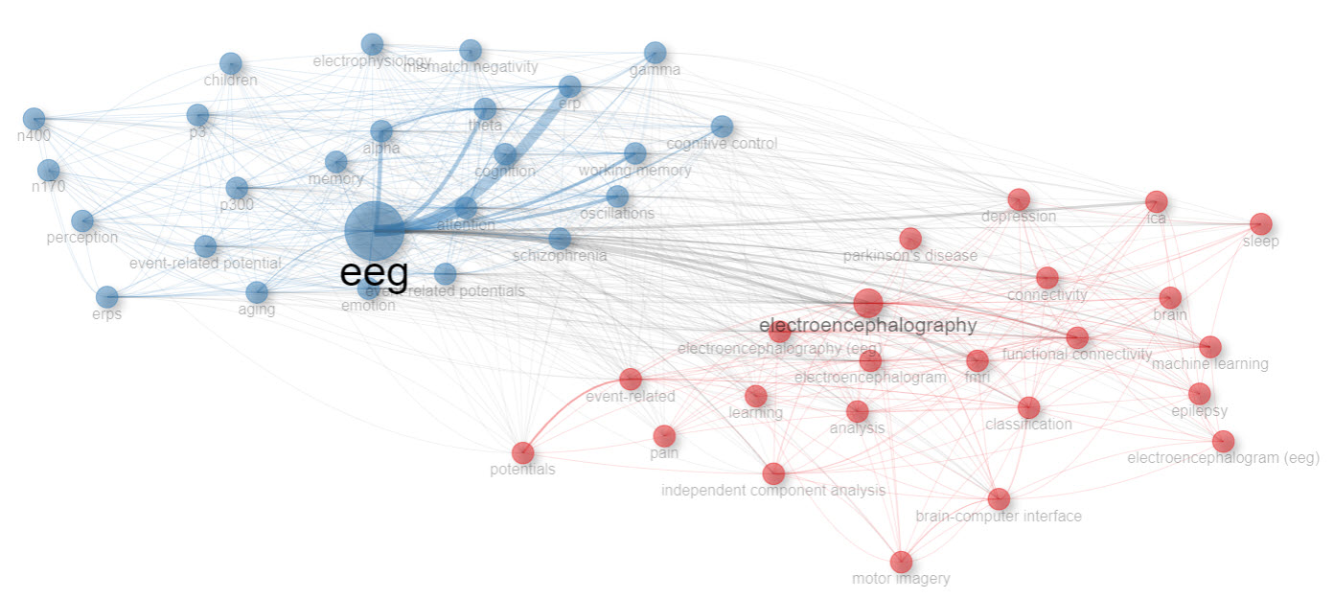 electrophysiology
mismatch negativity
gamma
children
erp
n400
p3
theta
alpha
cognitive control
cognition
working memory
memory
n170
p300
oscillations
depression
ica
attention
perception
sleep
schizophrenia
parkinson's disease
event-related potential
eeg
event-related potentials
connectivity
emotion
aging
erps
brain
electroencephalography
electroencephalography (eeg)
functional connectivity
machine learning
electroencephalogram
fmri
event-related
learning
epilepsy
classification
analysis
pain
electroencephalogram (eeg)
potentials
independent component analysis
brain-computer interface
motor imagery